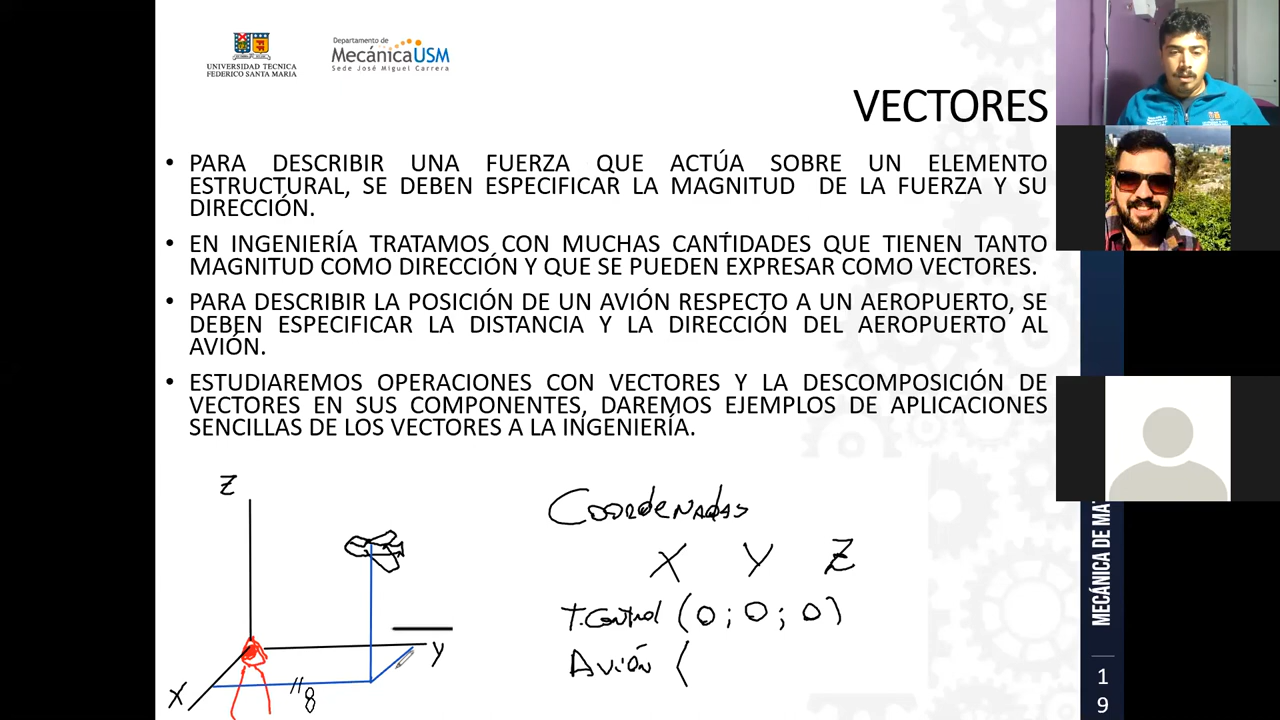 UNIVERSIDAD TECNICA
FEDERICO SANTA MARIA
Departamento de
MecánicaUSM
Sede José Miguel Carrera
VECTORES
• PARA DESCRIBIR UNA FUERZA QUE ACTÚA SOBRE UN ELEMENTO
ESTRUCTURAL, SE DEBEN ESPECIFICAR LA MAGNITUD DE LA FUERZA Y SU
DIRECCIÓN.
• EN INGENIERÍA TRATAMOS CON MUCHAS CANTIDADES QUE TIENEN TANTO
MAGNITUD COMO DIRECCIÓN Y QUE SE PUEDEN EXPRESAR COMO VECTORES.
• PARA DESCRIBIR LA POSICIÓN DE UN AVIÓN RESPECTO A UN AEROPUERTO, SE
DEBEN ESPECIFICAR LA DISTANCIA Y LA DIRECCIÓN DEL AEROPUERTO AL
AVIÓN.
• ESTUDIAREMOS OPERACIONES CON VECTORES Y LA DESCOMPOSICIÓN DE
VECTORES EN SUS COMPONENTES, DAREMOS EJEMPLOS DE APLICACIONES
SENCILLAS DE LOS VECTORES A LA INGENIERÍA.
Z
Y
X
8
Coordenadas
X Y Z
T. Control (0; 0; 0)
Avión (
MECÁNICA DE MA
1
9